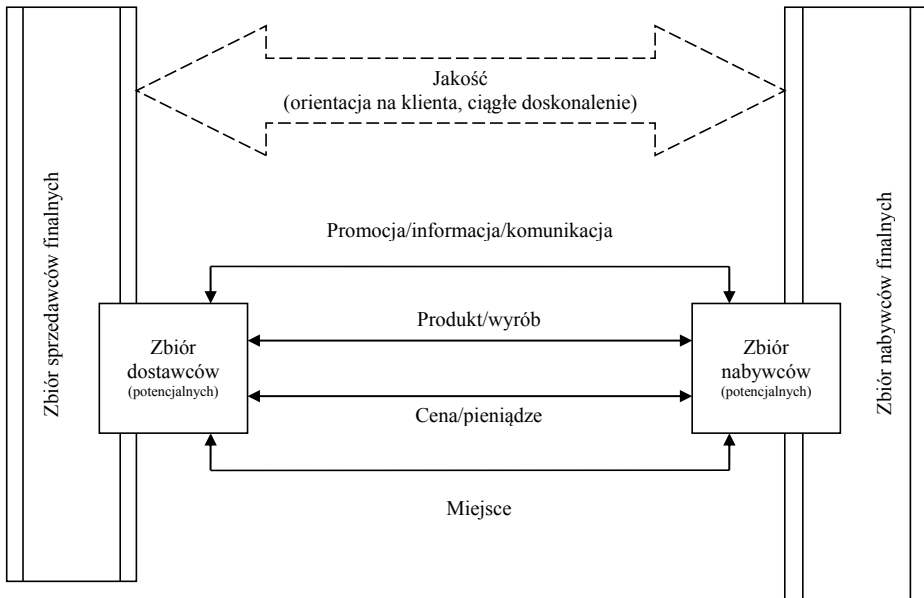 Jakość
(orientacja na klienta, ciągłe doskonalenie)
Zbiór sprzedawców finalnych
Zbiór nabywców finalnych
Promocja/informacja/komunikacja
Produkt/wyrób
Zbiór
dostawców
(potencjalnych)
Zbiór
nabywców
(potencjalnych)
Cena/pieniądze
Miejsce